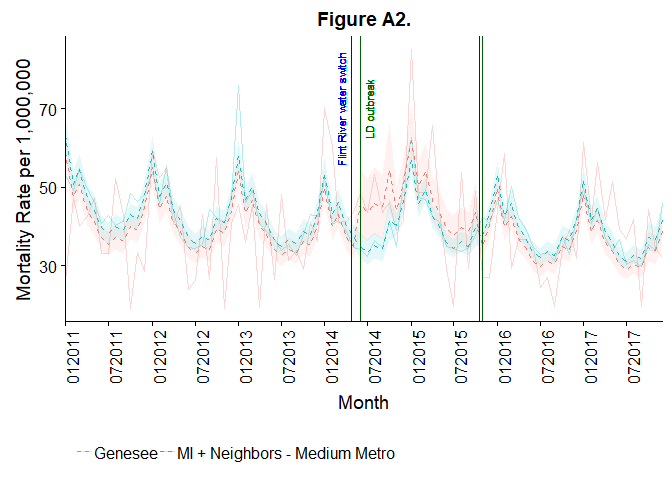 Figure A2.
Mortality Rate per 1,000,000
70
50
30
Flint River water switch
LD outbreak
012011
072011
012012
072012
012013
072013
012014
072014
012015
072015
012016
072016
012017
072017
Month
Genesee
MI + Neighbors - Medium Metro